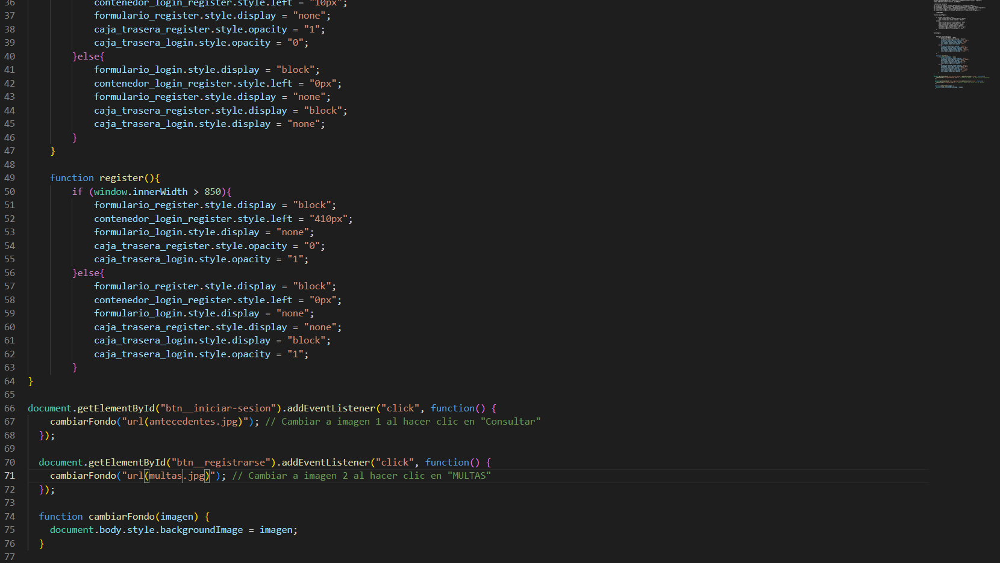 36 contenedor_login_register.style.left = "10px";
37 formulario_register.style.display = "none";
38 caja_trasera_register.style.opacity = "1";
39 caja_trasera_login.style.opacity = "0";
40 }else{
41 formulario_login.style.display = "block";
42 contenedor_login_register.style.left = "0px";
43 formulario_register.style.display = "none";
44 caja_trasera_register.style.display = "block";
45 caja_trasera_login.style.display = "none";
46 }
47 }
48
49 function register(){
50 if (window.innerWidth > 850){
51 formulario_register.style.display = "block";
52 contenedor_login_register.style.left = "410px";
53 formulario_login.style.display = "none";
54 caja_trasera_register.style.opacity = "0";
55 caja_trasera_login.style.opacity = "1";
56 }else{
57 formulario_register.style.display = "block";
58 contenedor_login_register.style.left = "0px";
59 formulario_login.style.display = "none";
60 caja_trasera_register.style.display = "none";
61 caja_trasera_login.style.display = "block";
62 caja_trasera_login.style.opacity = "1";
63 }
64 }
65
66 document.getElementById("btn__iniciar-sesion").addEventListener("click", function() {
67 cambiarFondo("url(antecedentes.jpg)"); // Cambiar a imagen 1 al hacer clic en "Consultar"
68 });
69
70 document.getElementById("btn__registrarse").addEventListener("click", function() {
71 cambiarFondo("url(multas.jpg)"); // Cambiar a imagen 2 al hacer clic en "MULTAS"
72 });
73
74 function cambiarFondo(imagen) {
75 document.body.style.backgroundImage = imagen;
76 }
77